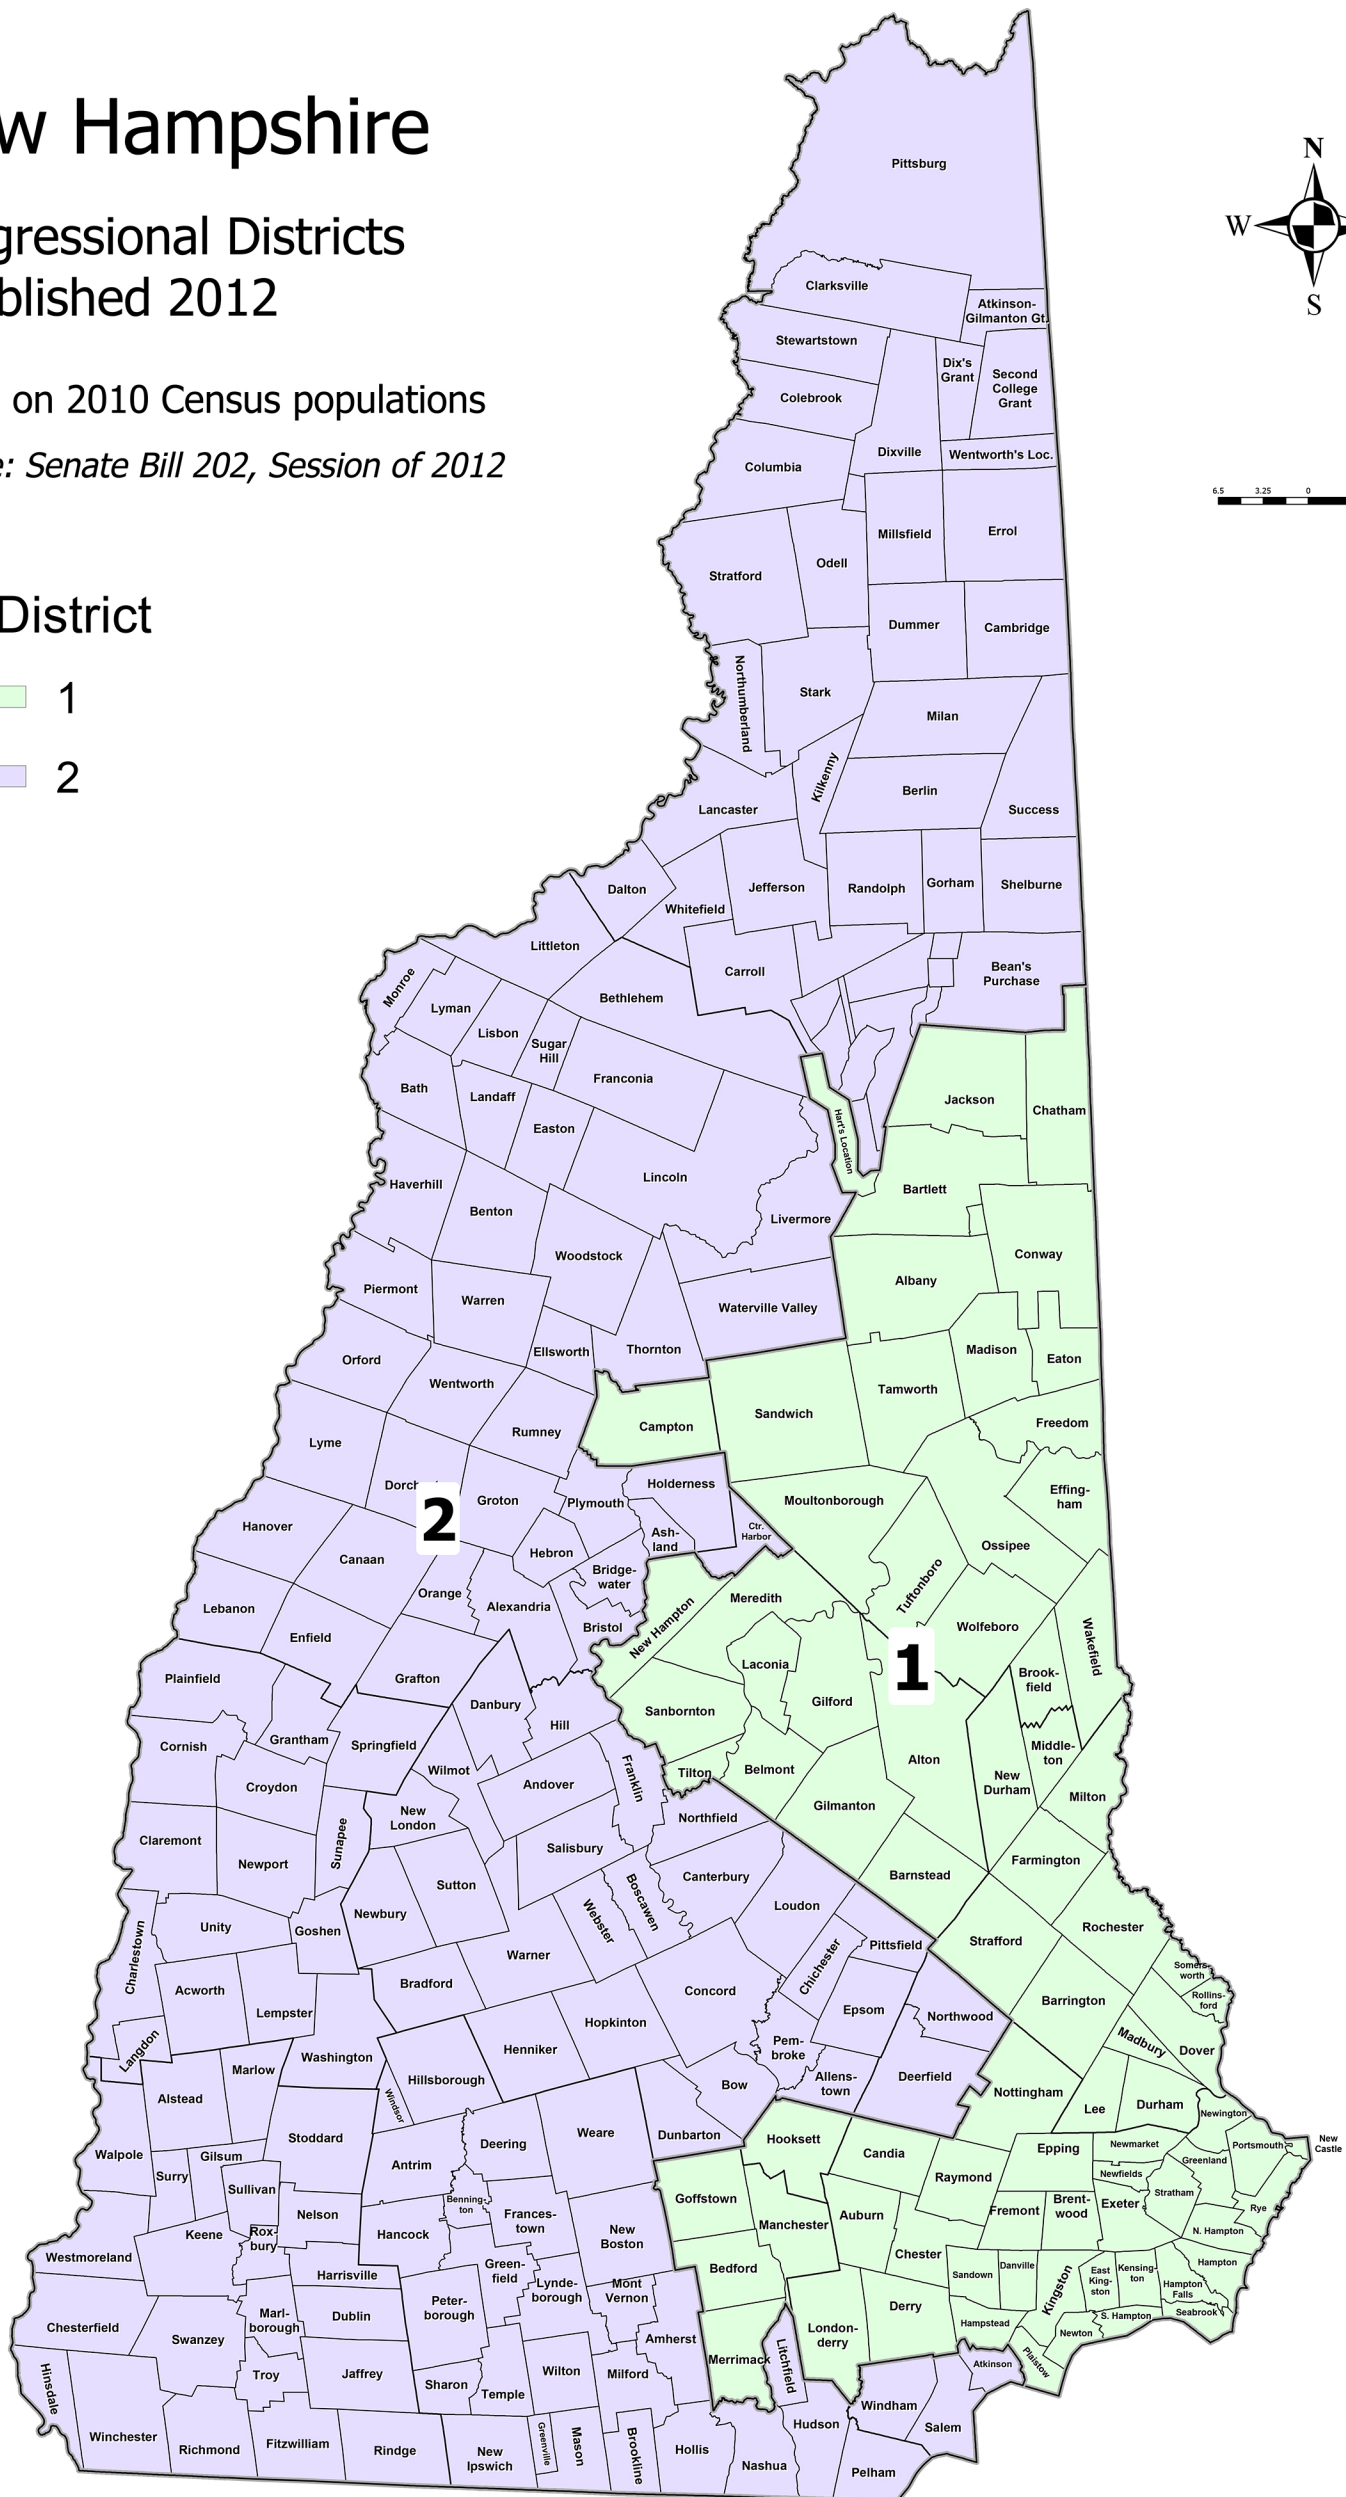 w Hampshire
gressional Districts
blished 2012
on 2010 Census populations
e: Senate Bill 202, Session of 2012
District
1
2
N
W
S
6.5 3.25 0
Pittsburg
Clarksville
Atkinson-
Gilmanton Gt.
Stewartstown
Dix's
Grant
Second
College
Grant
Colebrook
Dixville
Wentworth's Loc.
Columbia
Millsfield
Errol
Odell
Stratford
Dummer
Cambridge
Northumberland
Stark
Milan
Kilkenny
Berlin
Lancaster
Success
Dalton
Jefferson
Randolph
Gorham
Shelburne
Whitefield
Littleton
Carroll
Bean's
Purchase
Monroe
Bethlehem
Lyman
Lisbon
Sugar
Hill
Franconia
Bath
Landaff
Jackson
Chatham
Easton
Hart's Location
Lincoln
Haverhill
Bartlett
Benton
Livermore
Woodstock
Conway
Albany
Piermont
Warren
Waterville Valley
Ellsworth
Thornton
Madison
Eaton
Orford
Wentworth
Tamworth
Sandwich
Campton
Freedom
Rumney
Lyme
Dorch
2
Groton
Plymouth
Holderness
Moultonborough
Effing-
ham
Hanover
Ash-
land
Ctr.
Harbor
Ossipee
Canaan
Hebron
Bridge-
water
Tuftonboro
Orange
Alexandria
Meredith
New Hampton
Lebanon
Enfield
Bristol
Wolfeboro
Wakefield
Plainfield
Grafton
Laconia
1
Brook-
field
Danbury
Sanbornton
Gilford
Hill
Cornish
Grantham
Springfield
Middle-
ton
Wilmot
Tilton
Belmont
Alton
Croydon
Andover
Franklin
New
Durham
Milton
New
London
Northfield
Gilmanton
Claremont
Sunapee
Newport
Salisbury
Canterbury
Barnstead
Farmington
Sutton
Boscawen
Loudon
Newbury
Webster
Unity
Goshen
Rochester
Charlestown
Warner
Chichester
Pittsfield
Strafford
Bradford
Acworth
Lempster
Concord
Epsom
Somers-
worth
Rollins-
ford
Barrington
Northwood
Hopkinton
Langdon
Washington
Henniker
Pem-
broke
Madbury
Dover
Marlow
Hillsborough
Windsor
Bow
Allens-
town
Deerfield
Nottingham
Alstead
Lee
Durham
Newington
Stoddard
Deering
Weare
Dunbarton
Hooksett
Candia
Epping
Newmarket
Portsmouth
New
Castle
Walpole
Gilsum
Surry
Antrim
Greenland
Raymond
Newfields
Sullivan
Benning-
ton
Goffstown
Stratham
Nelson
Frances-
town
Manchester
Auburn
Fremont
Brent-
wood
Exeter
Rye
Keene
Rox-
bury
Hancock
New
Boston
N. Hampton
Westmoreland
Harrisville
Green-
field
Bedford
Chester
Sandown
Danville
Kingston
East
King-
ston
Kensing-
ton
Hampton
Hampton
Falls
Lynde-
borough
Mont
Vernon
Peter-
borough
Derry
Seabrook
Chesterfield
Marl-
borough
Dublin
London-
derry
Hampstead
S. Hampton
Newton
Swanzey
Amherst
Merrimack
Litchfield
Plaistow
Atkinson
Hinsdale
Troy
Jaffrey
Sharon
Temple
Wilton
Milford
Windham
Salem
Winchester
Richmond
Fitzwilliam
Rindge
New
Ipswich
Greenville
Mason
Brookline
Hollis
Nashua
Hudson
Pelham